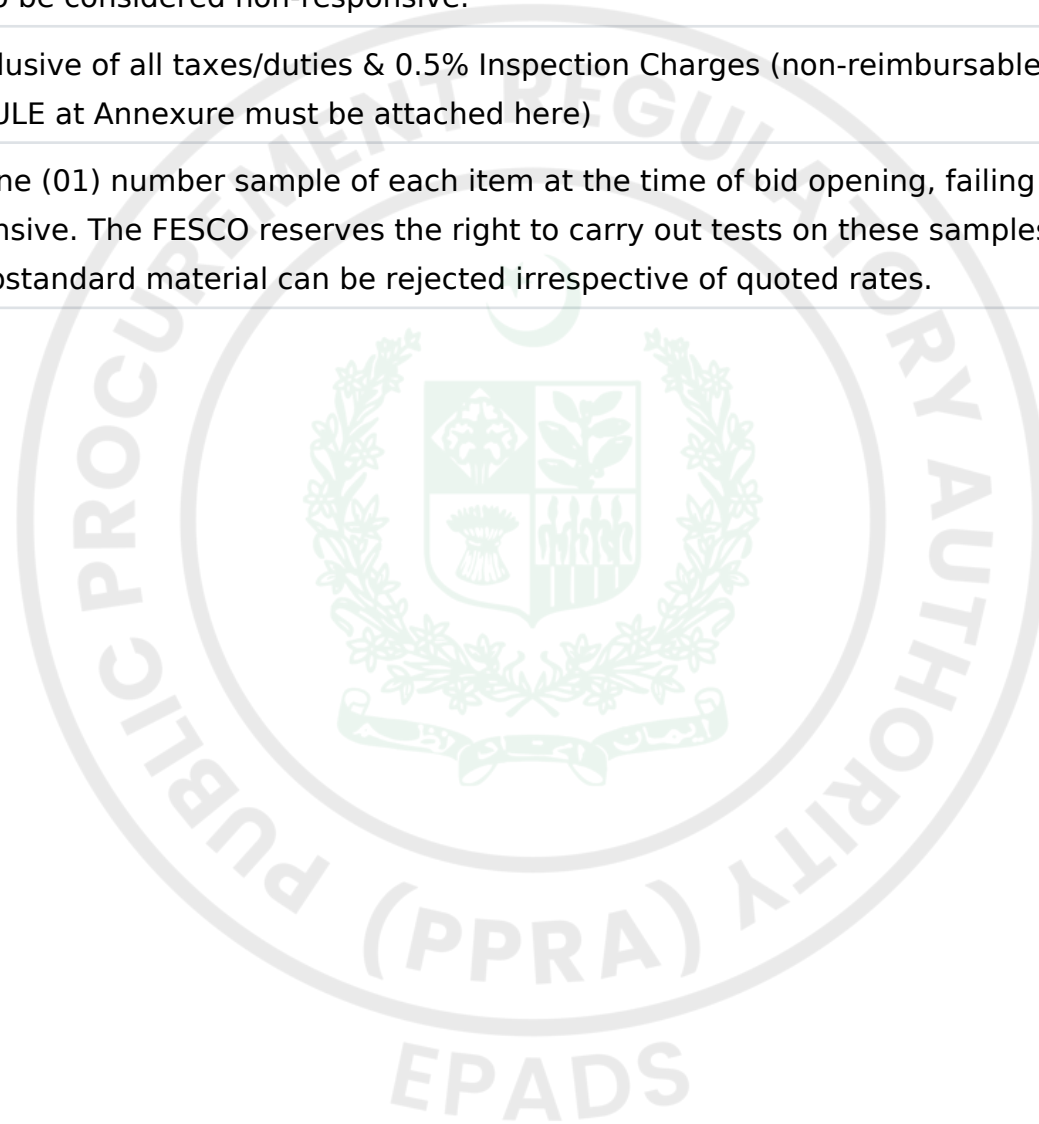 o be considered non-responsive.
lusive of all taxes/duties & 0.5% Inspection Charges (non-reimbursable
ULE at Annexure must be attached here)
ne (01) number sample of each item at the time of bid opening, failing
nsive. The FESCO reserves the right to carry out tests on these samples
ostandard material can be rejected irrespective of quoted rates.
PUBLIC PROCUREMENT REGULATORY AUTHORITY
ایمان اتحاد نظم
(PPRA)
EPADS